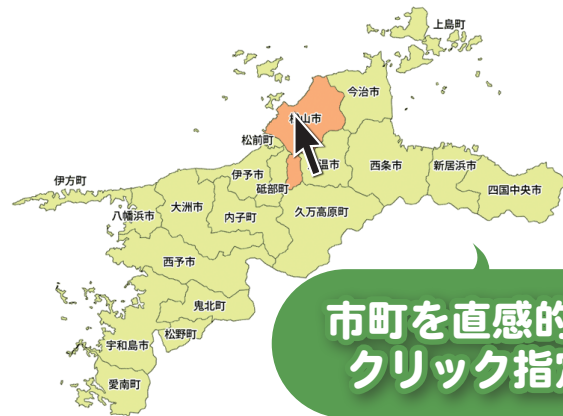 上島町
今治市
山市
松前町
温市
西条市
新居浜市
四国中央市
伊予市
砥部町
久万高原町
伊方町
八幡浜市
大洲市
内子町
西予市
鬼北町
松野町
宇和島市
愛南町
市町を直感的
クリック指定